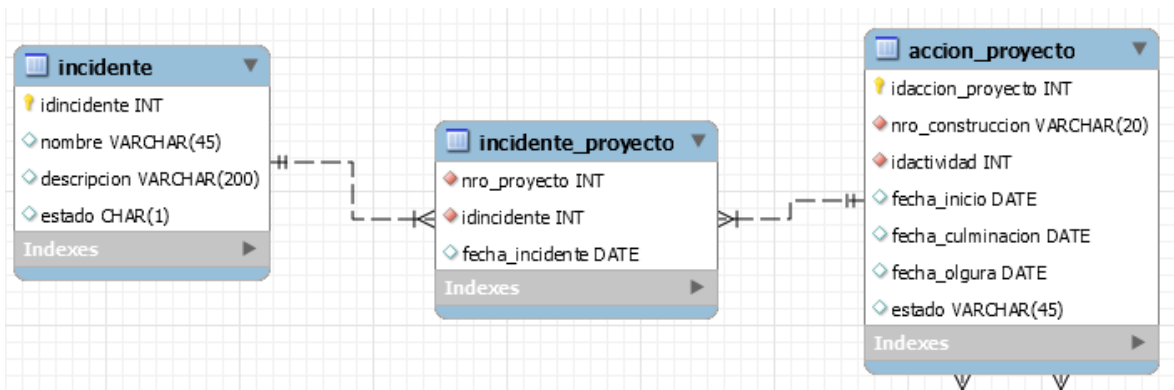 incidente
idincidente INT
nombre VARCHAR(45)
descripcion VARCHAR(200)
estado CHAR(1)
Indexes
incidente_proyecto
nro_proyecto INT
idincidente INT
fecha_incidente DATE
Indexes
accion_proyecto
idaccion_proyecto INT
nro_construccion VARCHAR(20)
idactividad INT
fecha_inicio DATE
fecha_culminacion DATE
fecha_olgura DATE
estado VARCHAR(45)
Indexes